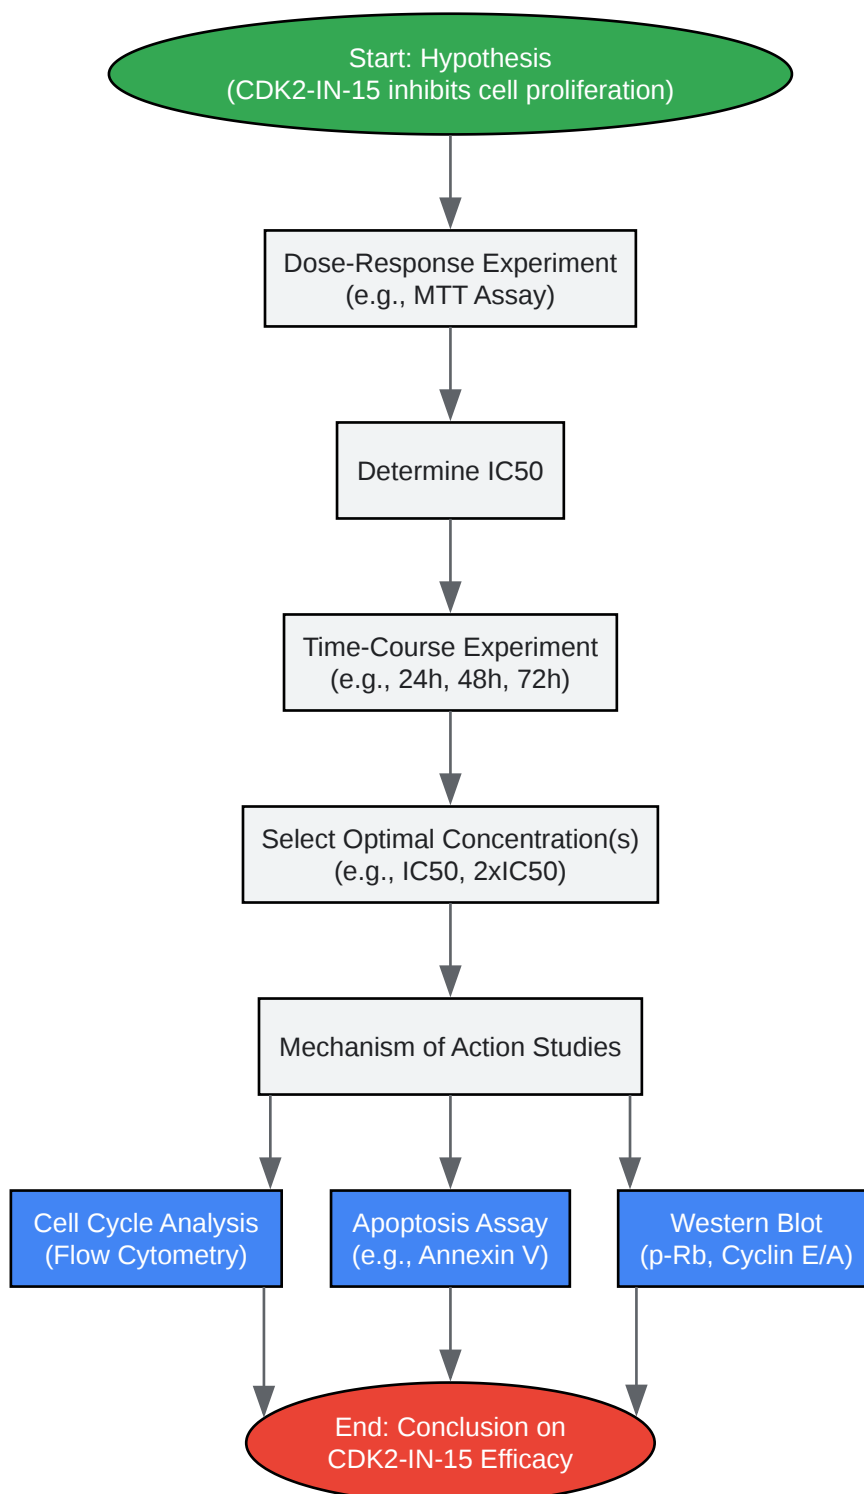 Start: Hypothesis
(CDK2-IN-15 inhibits cell proliferation)
Dose-Response Experiment
(e.g., MTT Assay)
Determine IC50
Time-Course Experiment
(e.g., 24h, 48h, 72h)
Select Optimal Concentration(s)
(e.g., IC50, 2xIC50)
Mechanism of Action Studies
Cell Cycle Analysis
(Flow Cytometry)
Apoptosis Assay
(e.g., Annexin V)
Western Blot
(p-Rb, Cyclin E/A)
End: Conclusion on
CDK2-IN-15 Efficacy